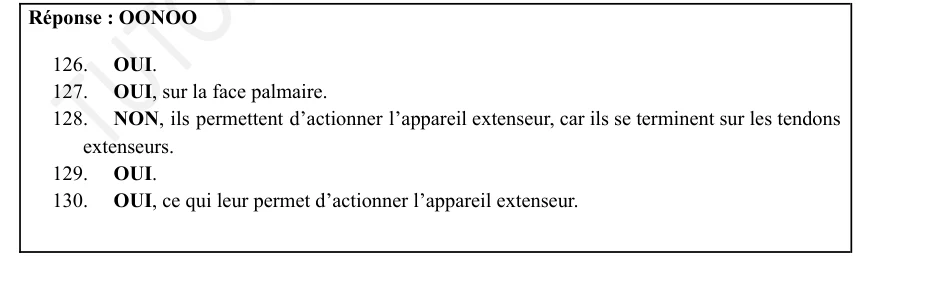 Réponse : OONOO
126. OUI.
127. OUI, sur la face palmaire.
128. NON, ils permettent d’actionner l’appareil extenseur, car ils se terminent sur les tendons
extenseurs.
129. OUI.
130. OUI, ce qui leur permet d’actionner l’appareil extenseur.